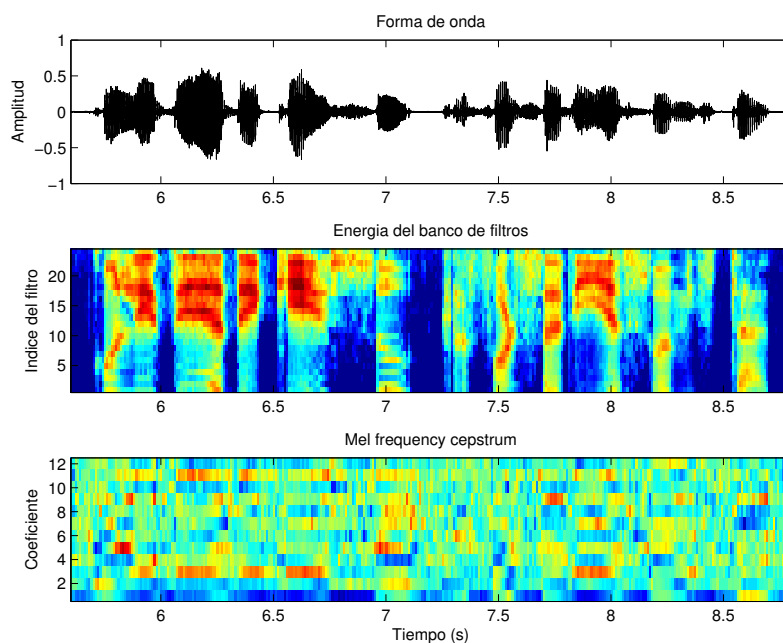 Forma de onda
1
0.5
0
−0.5
−1
Amplitud
6 6.5 7 7.5 8 8.5
Energia del banco de filtros
20
15
10
5
Indice del filtro
6 6.5 7 7.5 8 8.5
Mel frequency cepstrum
12
10
8
6
4
2
Coeficiente
6 6.5 7 7.5 8 8.5
Tiempo (s)